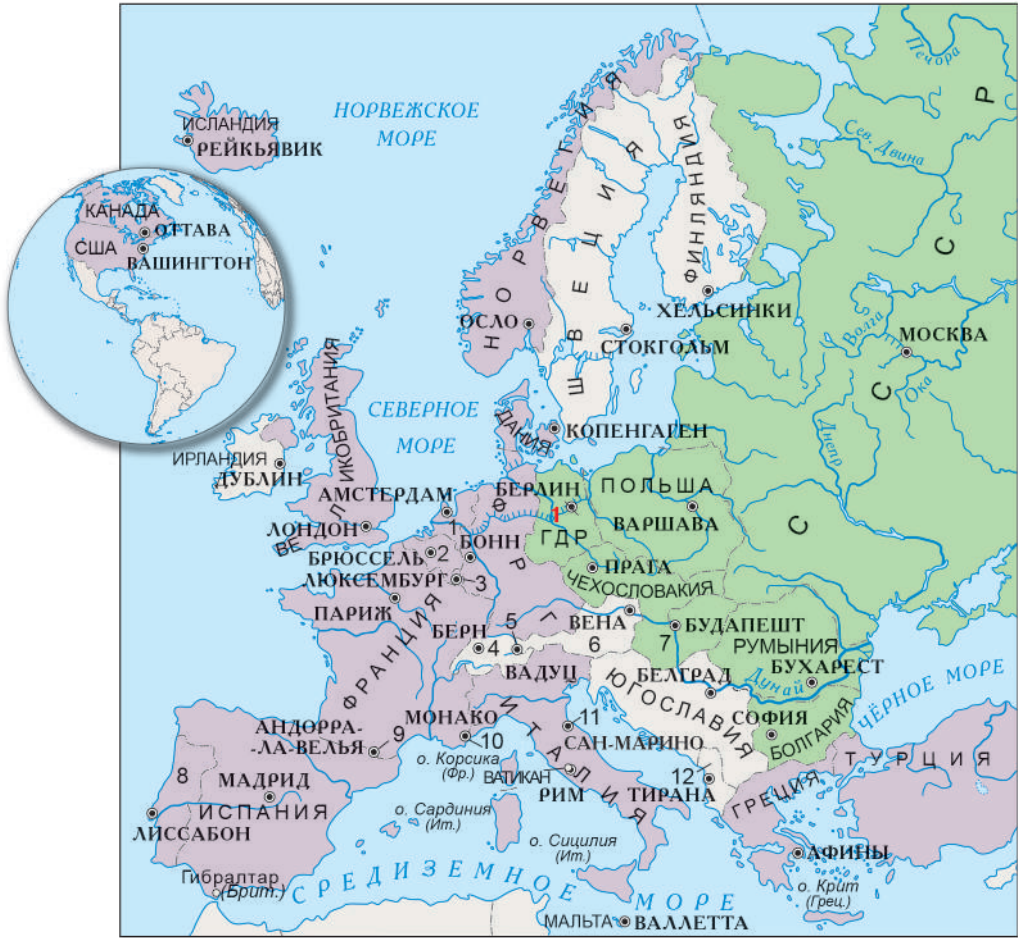 Печора
Р
НОРВЕЖСКОЕ
МОРЕ
ИСЛАНДИЯ
РЕЙКЬЯВИК
Сев. Двина
КАНАДА
ОТТАВА
США
ВАШИНГТОН
НОРВЕГИЯ
ШВЕЦИЯ
ФИНЛЯНДИЯ
С
ХЕЛЬСИНКИ
ОСЛО
СТОКГОЛЬМ
Волга
МОСКВА
Ока
С
СЕВЕРНОЕ
МОРЕ
ДАНИЯ
КОПЕНГАГЕН
Днепр
ВЕЛИКОБРИТАНИЯ
ИРЛАНДИЯ
ДУБЛИН
АМСТЕРДАМ
БЕРЛИН
ПОЛЬША
1
ВАРШАВА
С
ЛОНДОН
1
Ф
ГДР
БОНН
БРЮССЕЛЬ
2
Р
ПРАГА
ЛЮКСЕМБУРГ
3
ЧЕХОСЛОВАКИЯ
ПАРИЖ
Г
5
ВЕНА
БУДАПЕШТ
БЕРН
4
6
7
РУМЫНИЯ
ФРАНЦИЯ
ВАДУЦ
БЕЛГРАД
Дунай
БУХАРЕСТ
ЧЁРНОЕ МОРЕ
ЮГОСЛАВИЯ
ИТАЛИЯ
МОНАКО
11
СОФИЯ
БОЛГАРИЯ
АНДОРРА-
-ЛА-ВЕЛЬЯ
9
10
САН-МАРИНО
о. Корсика
(Фр.)
ВАТИКАН
РИМ
12
ТИРАНА
ГРЕЦИЯ
ТУРЦИЯ
8
МАДРИД
ИСПАНИЯ
ЛИССАБОН
о. Сардиния
(Ит.)
о. Сицилия
(Ит.)
АФИНЫ
Гибралтар
(Брит.)
СРЕДИЗЕМНОЕ
МОРЕ
о. Крит
(Грец.)
МАЛЬТА
ВАЛЛЕТТА